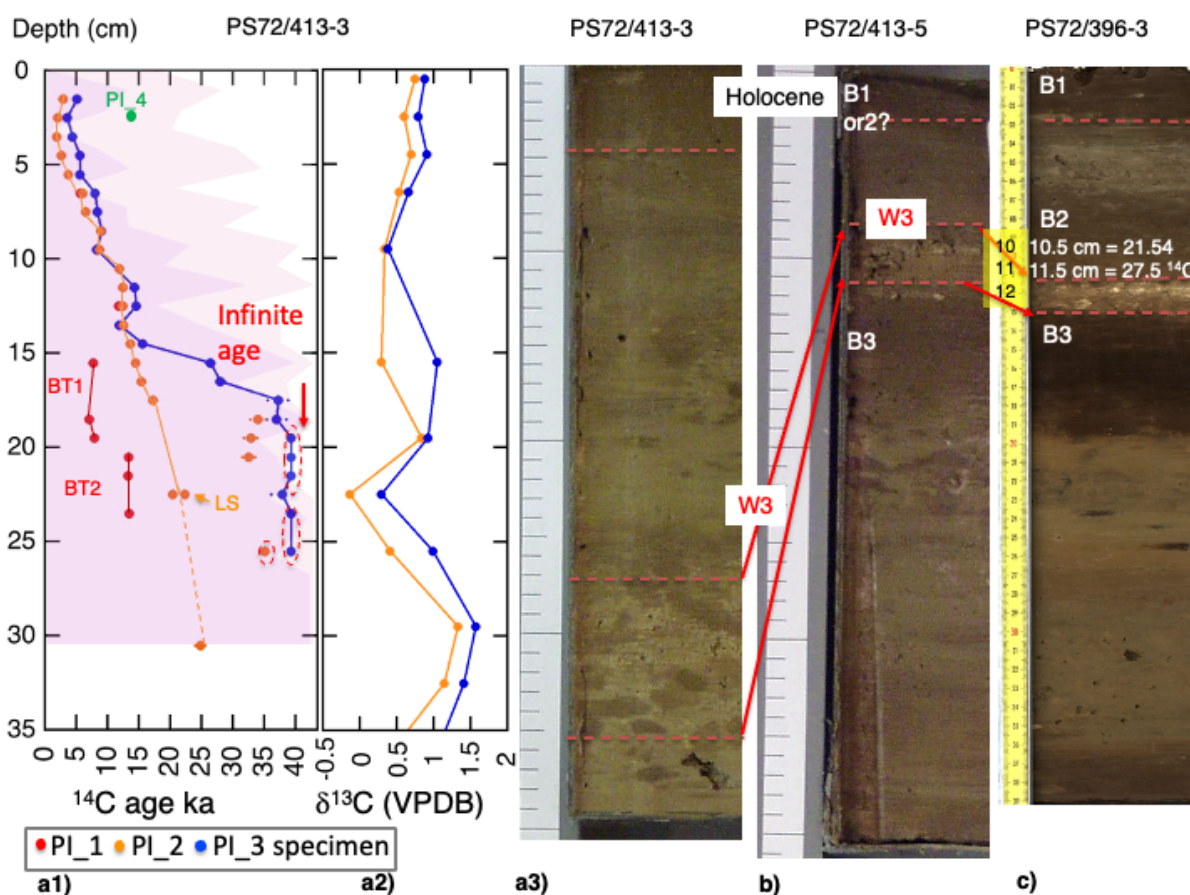 Depth (cm)
PS72/413-3
PS72/413-3
PS72/413-5
PS72/396-3
0
5
10
15
20
25
30
35
PI_4
Infinite
age
BT1
BT2
LS
0
5
10
15
20
25
30
35
40
¹⁴C age ka
-0.5
0
0.5
1
1.5
2
δ¹³C (VPDB)
PI_1
PI_2
PI_3 specimen
a1)
a2)
a3)
b)
c)
Holocene
W3
B1
or2?
W3
B3
B1
B2
10
11
12
10.5 cm = 21.54
11.5 cm = 27.5 ¹⁴C
B3